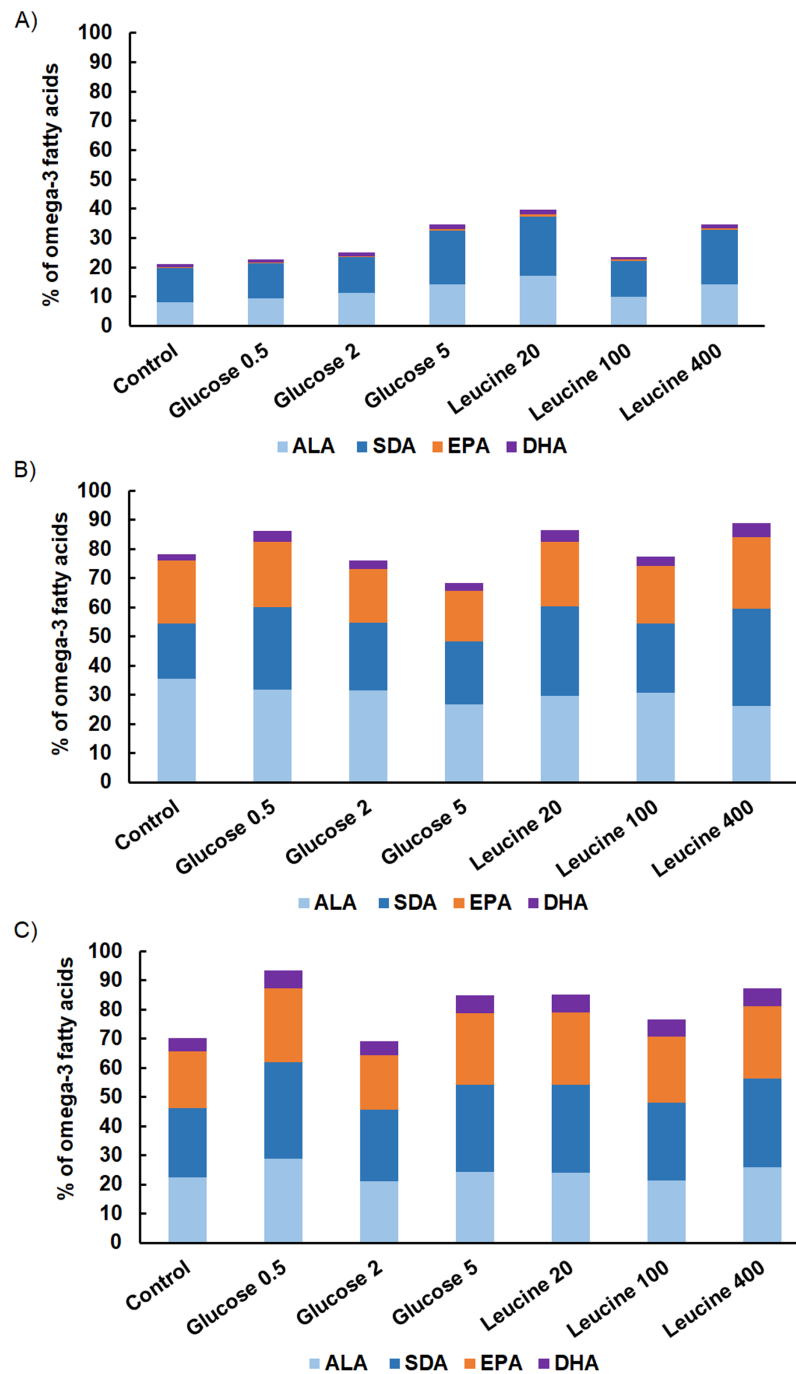 A)
% of omega-3 fatty acids
100
90
80
70
60
50
40
30
20
10
0
Control
Glucose 0.5
Glucose 2
Glucose 5
Leucine 20
Leucine 100
Leucine 400
ALA SDA EPA DHA
B)
% of omega-3 fatty acids
100
90
80
70
60
50
40
30
20
10
0
Control
Glucose 0.5
Glucose 2
Glucose 5
Leucine 20
Leucine 100
Leucine 400
ALA SDA EPA DHA
C)
% of omega-3 fatty acids
100
90
80
70
60
50
40
30
20
10
0
Control
Glucose 0.5
Glucose 2
Glucose 5
Leucine 20
Leucine 100
Leucine 400
ALA SDA EPA DHA